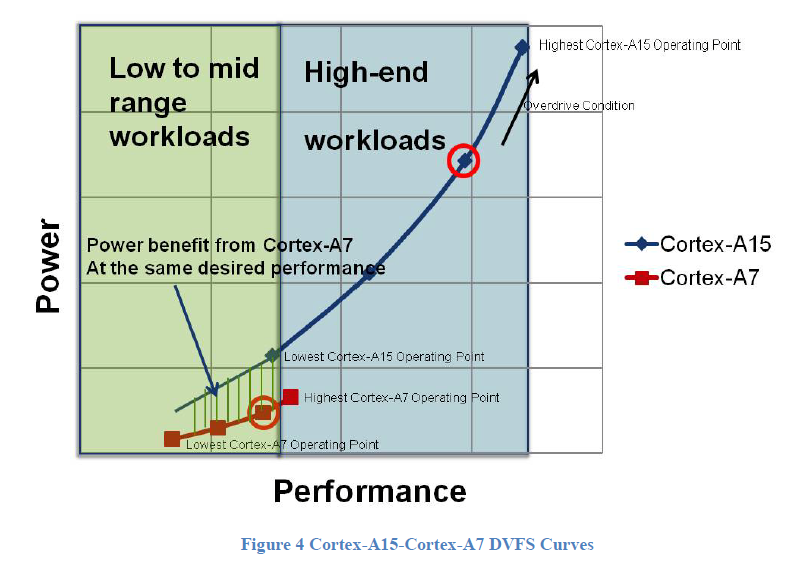 Low to mid
range
workloads
High-end
workloads
Highest Cortex-A15 Operating Point
Overdrive Condition
Power benefit from Cortex-A7
At the same desired performance
Lowest Cortex-A15 Operating Point
Highest Cortex-A7 Operating Point
Lowest Cortex-A7 Operating Point
Cortex-A15
Cortex-A7
Power
Performance
Figure 4 Cortex-A15-Cortex-A7 DVFS Curves